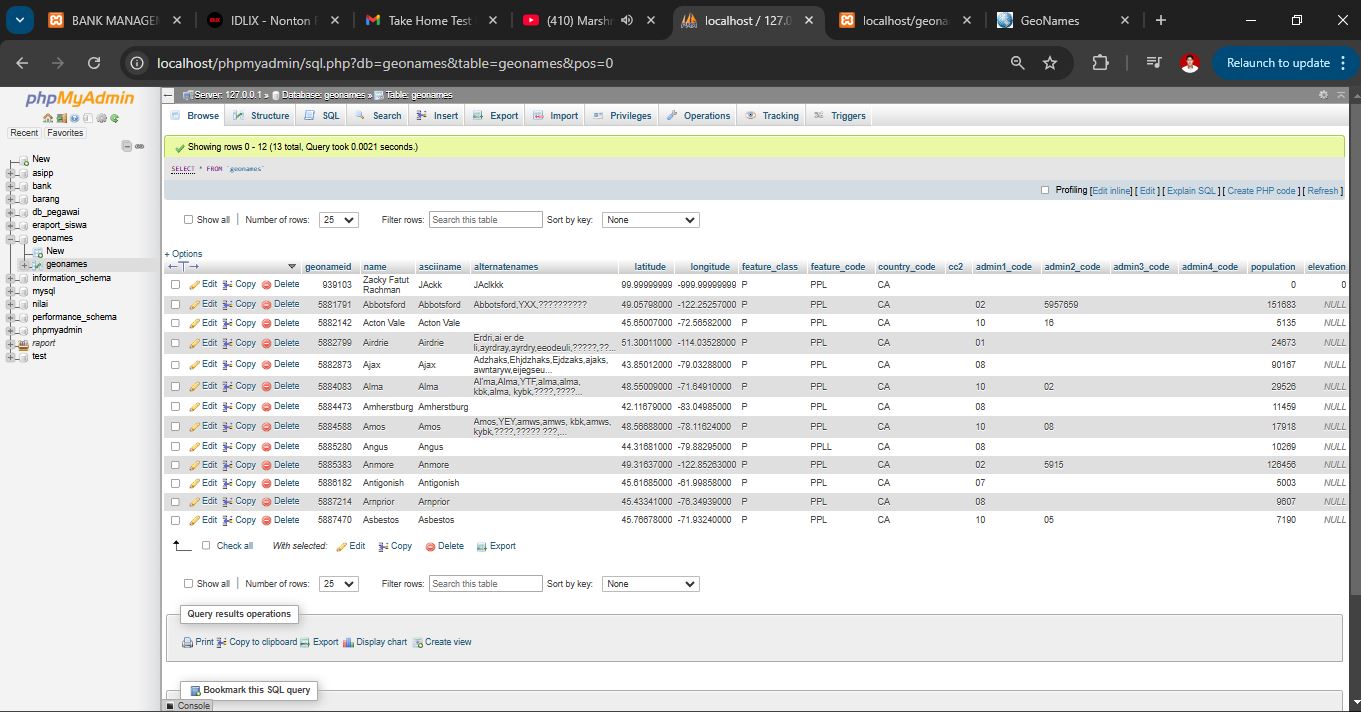 BANK MANAGEM
IDLIX - Nonton F
Take Home Test
(410) Marshm
localhost / 127.0
localhost/geona
GeoNames
localhost/phpmyadmin/sql.php?db=geonames&table=geonames&pos=0
Relaunch to update
phpMyAdmin
Recent Favorites
New
asipp
bank
barang
db_pegawai
eraport_siswa
geonames
New
geonames
information_schema
mysql
nilai
performance_schema
phpmyadmin
raport
test
Server: 127.0.0.1 » Database: geonames » Table: geonames
Browse Structure SQL Search Insert Export Import Privileges Operations Tracking Triggers
Showing rows 0 - 12 (13 total, Query took 0.0021 seconds.)
SELECT * FROM `geonames`
Profiling [Edit inline] [ Edit ] [ Explain SQL ] [ Create PHP code ] [ Refresh ]
Show all | Number of rows: 25 Filter rows: Search this table Sort by key: None
+ Options
←T→ geonameid name asciiname alternatenames latitude longitude feature_class feature_code country_code cc2 admin1_code admin2_code admin3_code admin4_code population elevation
Edit Copy Delete 939103 Zacky Fatut Rachman JAckk JAclkkk 99.99999999 -999.99999999 P PPL CA 0 0
Edit Copy Delete 5881791 Abbotsford Abbotsford Abbotsford,YXX,?????????? 49.05798000 -122.25257000 P PPL CA 02 5957659 151683 NULL
Edit Copy Delete 5882142 Acton Vale Acton Vale 45.65007000 -72.56582000 P PPL CA 10 16 5135 NULL
Edit Copy Delete 5882799 Airdrie Airdrie Erdri,ai er de li,ayrdray,ayrdry,eeodeuli,?????,??... 51.30011000 -114.03528000 P PPL CA 01 24673 NULL
Edit Copy Delete 5882873 Ajax Ajax Adzhaks,Ehjdzhaks,Ejdzaks,ajaks, awntaryw,eijegseu... 43.85012000 -79.03288000 P PPL CA 08 90167 NULL
Edit Copy Delete 5884083 Alma Alma Al'ma,Alma,YTF,alma,alma, kbk,alma, kybk,????,????... 48.55009000 -71.64910000 P PPL CA 10 02 29526 NULL
Edit Copy Delete 5884473 Amherstburg Amherstburg 42.11679000 -83.04985000 P PPL CA 08 11459 NULL
Edit Copy Delete 5884588 Amos Amos Amos,YEY,amws,amws, kbk,amws, kybk,????,????? ???,... 48.56688000 -78.11624000 P PPL CA 10 08 17918 NULL
Edit Copy Delete 5885280 Angus Angus 44.31681000 -79.88295000 P PPLL CA 08 10269 NULL
Edit Copy Delete 5885383 Anmore Anmore 49.31637000 -122.85263000 P PPL CA 02 5915 126456 NULL
Edit Copy Delete 5886182 Antigonish Antigonish 45.61685000 -61.99858000 P PPL CA 07 5003 NULL
Edit Copy Delete 5887214 Arnprior Arnprior 45.43341000 -76.34939000 P PPL CA 08 9607 NULL
Edit Copy Delete 5887470 Asbestos Asbestos 45.76678000 -71.93240000 P PPL CA 10 05 7190 NULL
Check all With selected: Edit Copy Delete Export
Show all | Number of rows: 25 Filter rows: Search this table Sort by key: None
Query results operations
Print Copy to clipboard Export Display chart Create view
Bookmark this SQL query
Console